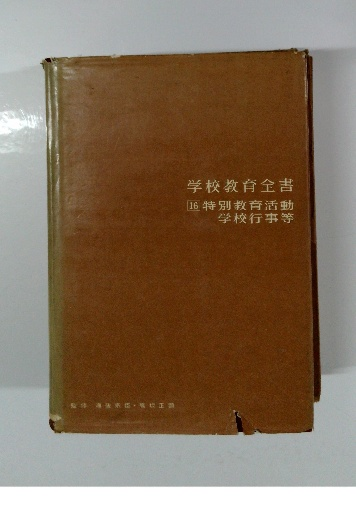 学校教育全書
16 特別教育活動
学校行事等